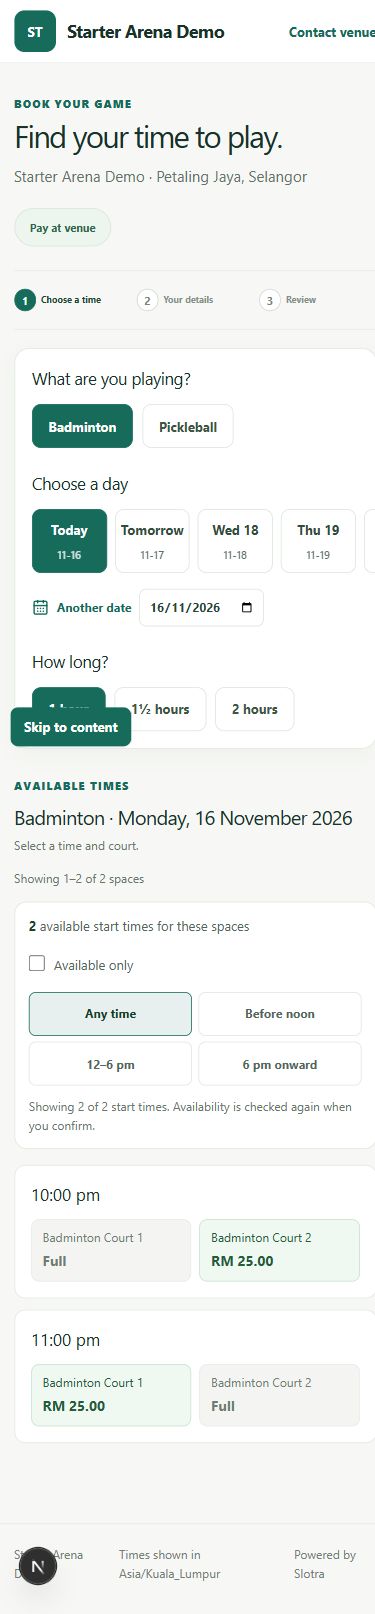 ST
Starter Arena Demo
Contact venue
BOOK YOUR GAME
Find your time to play.
Starter Arena Demo · Petaling Jaya, Selangor
Pay at venue
1 Choose a time
2 Your details
3 Review
What are you playing?
Badminton
Pickleball
Choose a day
Today
11-16
Tomorrow
11-17
Wed 18
11-18
Thu 19
11-19
Another date
16/11/2026
How long?
1½ hours
2 hours
Skip to content
AVAILABLE TIMES
Badminton · Monday, 16 November 2026
Select a time and court.
Showing 1–2 of 2 spaces
2 available start times for these spaces
Available only
Any time
Before noon
12–6 pm
6 pm onward
Showing 2 of 2 start times. Availability is checked again when
you confirm.
10:00 pm
Badminton Court 1
Full
Badminton Court 2
RM 25.00
11:00 pm
Badminton Court 1
RM 25.00
Badminton Court 2
Full
Arena
N
Times shown in
Asia/Kuala_Lumpur
Powered by
Slotra